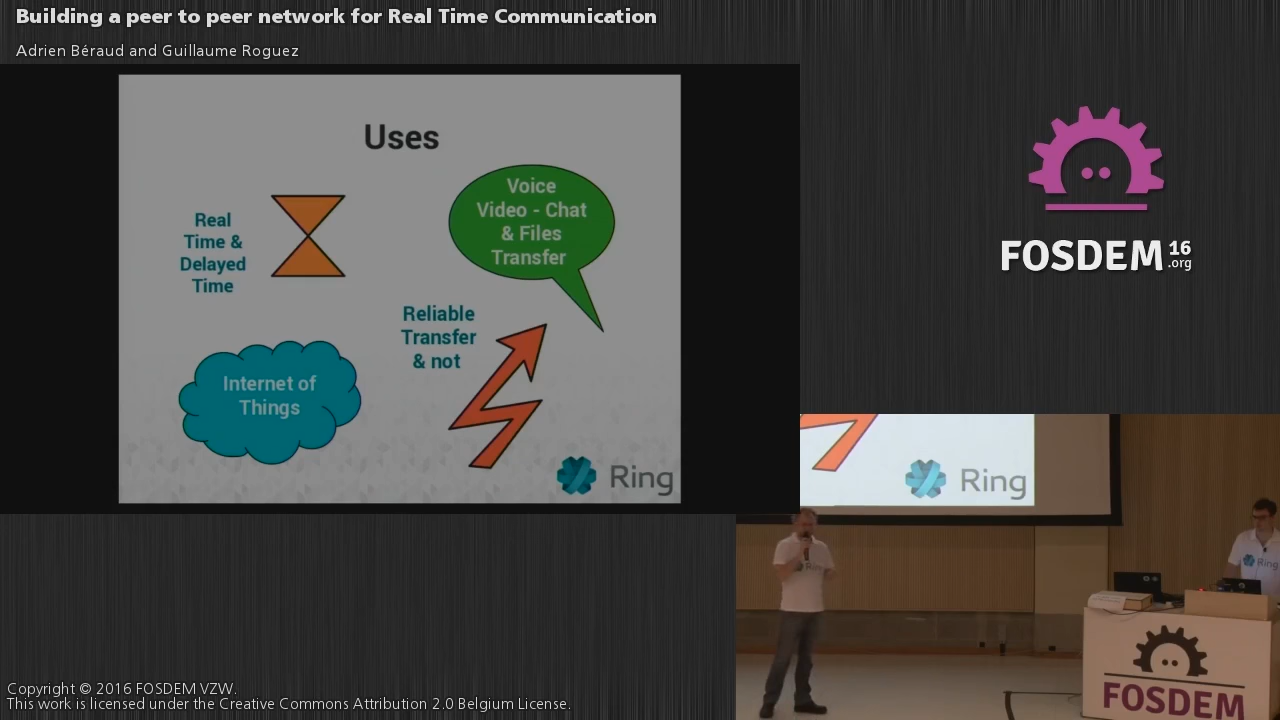 Building a peer to peer network for Real Time Communication
Adrien Béraud and Guillaume Roguez
Uses
Real
Time &
Delayed
Time
Voice
Video - Chat
& Files
Transfer
Reliable
Transfer
& not
Internet of
Things
Ring
FOSDEM 16
.org
Ring
Ring
Ring
FOSDEM
Copyright © 2016 FOSDEM VZW.
This work is licensed under the Creative Commons Attribution 2.0 Belgium License.